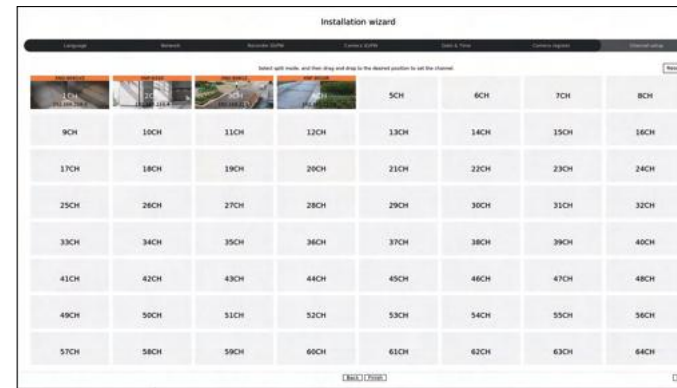 Installation wizard
Language Network Recorder ID/PW Camera ID/PW Date & Time Camera register Channel setup
Select split mode, and then drag and drop to the desired position to set the channel.
1CH 2CH 5CH 6CH 7CH 8CH
9CH 10CH 11CH 12CH 13CH 14CH 15CH 16CH
17CH 18CH 19CH 20CH 21CH 22CH 23CH 24CH
25CH 26CH 27CH 28CH 29CH 30CH 31CH 32CH
33CH 34CH 35CH 36CH 37CH 38CH 39CH 40CH
41CH 42CH 43CH 44CH 45CH 46CH 47CH 48CH
49CH 50CH 51CH 52CH 53CH 54CH 55CH 56CH
57CH 58CH 59CH 60CH 61CH 62CH 63CH 64CH
Back Finish